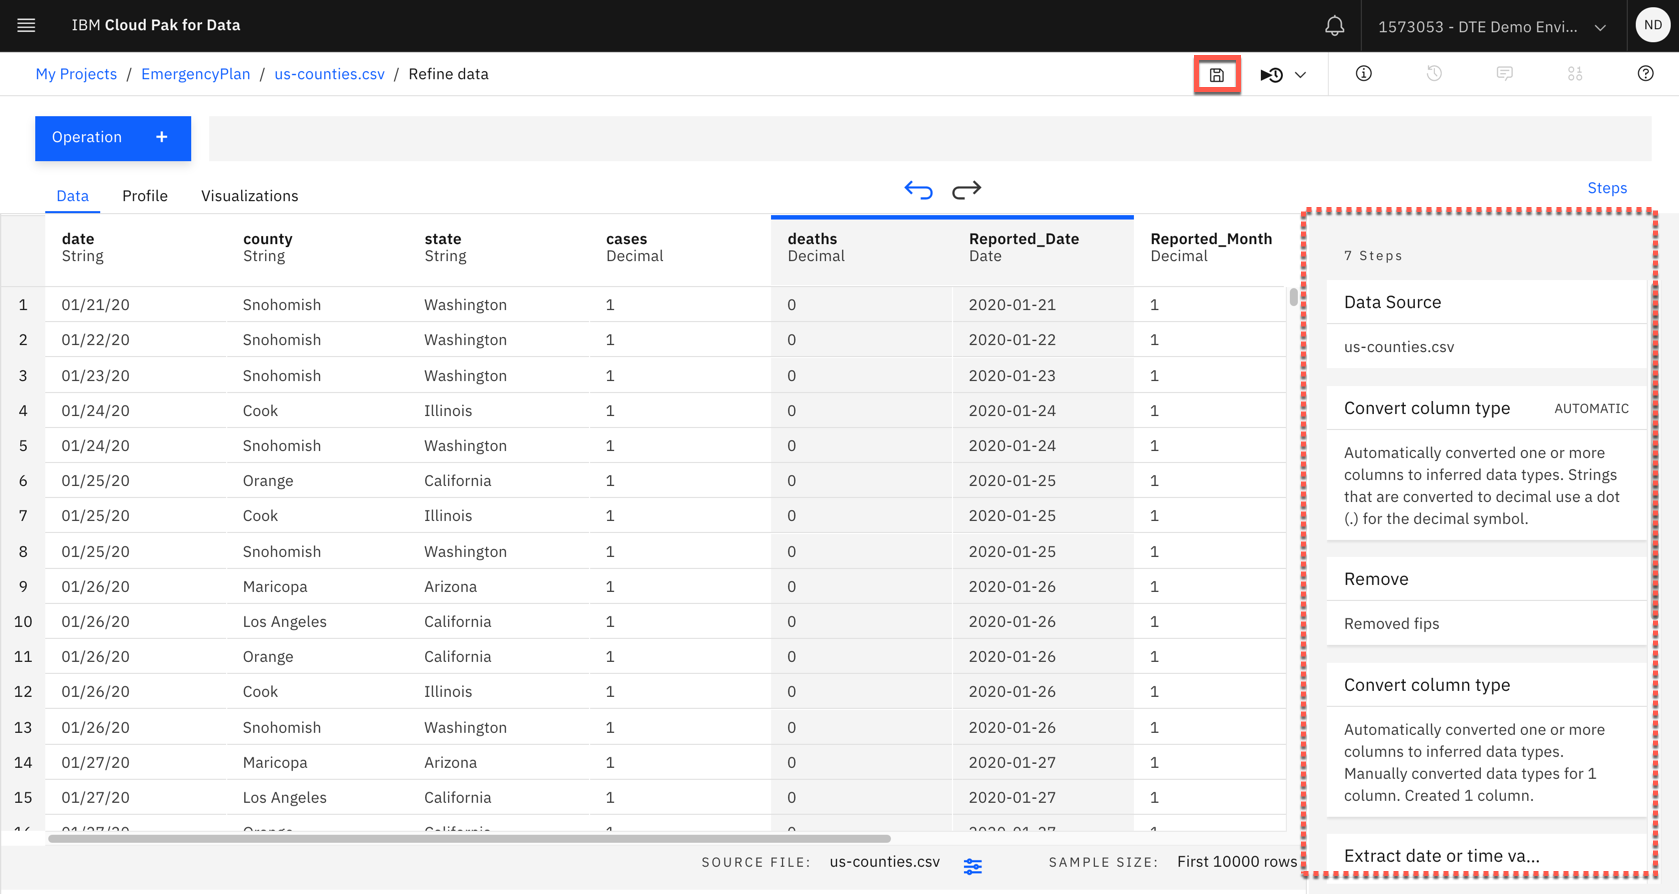 IBM Cloud Pak for Data
1573053 - DTE Demo Envi...
ND
My Projects / EmergencyPlan / us-counties.csv / Refine data
Operation +
Data Profile Visualizations
Steps
date county state cases deaths Reported_Date Reported_Month
String String String Decimal Decimal Date Decimal
1 01/21/20 Snohomish Washington 1 0 2020-01-21 1
2 01/22/20 Snohomish Washington 1 0 2020-01-22 1
3 01/23/20 Snohomish Washington 1 0 2020-01-23 1
4 01/24/20 Cook Illinois 1 0 2020-01-24 1
5 01/24/20 Snohomish Washington 1 0 2020-01-24 1
6 01/25/20 Orange California 1 0 2020-01-25 1
7 01/25/20 Cook Illinois 1 0 2020-01-25 1
8 01/25/20 Snohomish Washington 1 0 2020-01-25 1
9 01/26/20 Maricopa Arizona 1 0 2020-01-26 1
10 01/26/20 Los Angeles California 1 0 2020-01-26 1
11 01/26/20 Orange California 1 0 2020-01-26 1
12 01/26/20 Cook Illinois 1 0 2020-01-26 1
13 01/26/20 Snohomish Washington 1 0 2020-01-26 1
14 01/27/20 Maricopa Arizona 1 0 2020-01-27 1
15 01/27/20 Los Angeles California 1 0 2020-01-27 1
SOURCE FILE: us-counties.csv SAMPLE SIZE: First 10000 rows
7 Steps
Data Source
us-counties.csv
Convert column type AUTOMATIC
Automatically converted one or more
columns to inferred data types. Strings
that are converted to decimal use a dot
(.) for the decimal symbol.
Remove
Removed fips
Convert column type
Automatically converted one or more
columns to inferred data types.
Manually converted data types for 1
column. Created 1 column.
Extract date or time va...